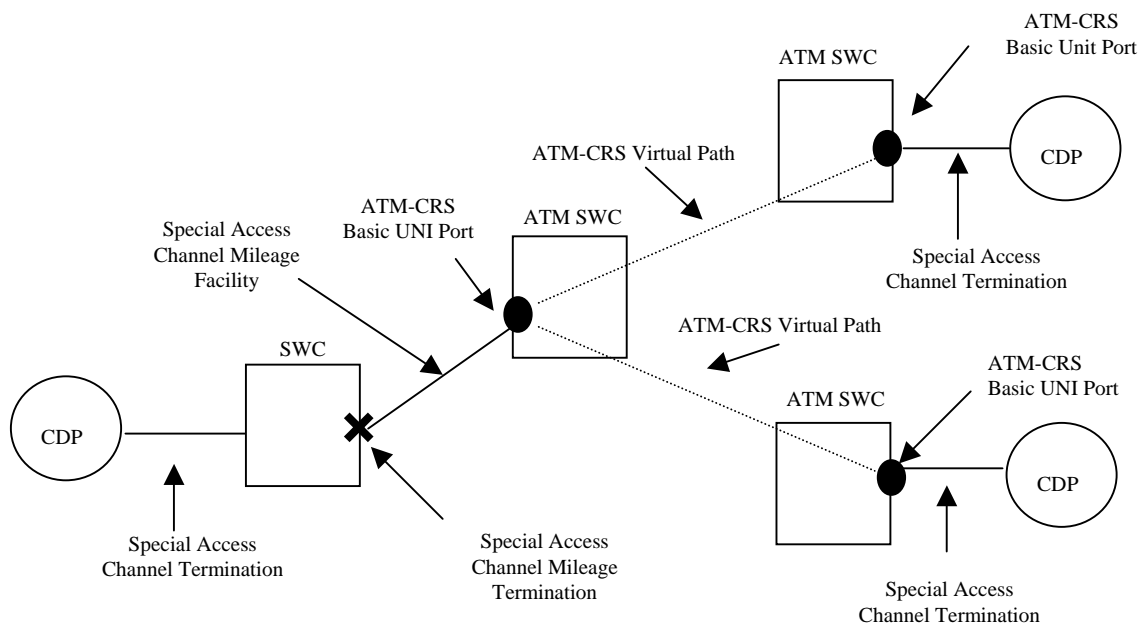 ATM-CRS
Basic Unit Port
ATM SWC
CDP
ATM-CRS Virtual Path
ATM-CRS
Basic UNI Port
ATM SWC
Special Access
Channel Mileage
Facility
Special Access
Channel Termination
ATM-CRS Virtual Path
SWC
ATM-CRS
Basic UNI Port
ATM SWC
CDP
CDP
Special Access
Channel Termination
Special Access
Channel Mileage
Termination
Special Access
Channel Termination